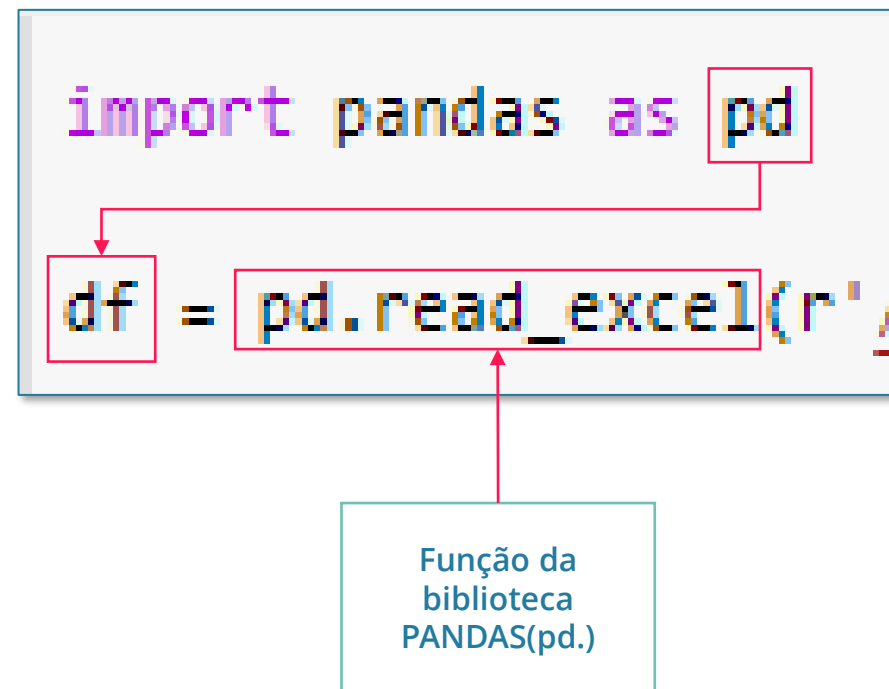 import pandas as pd
df = pd.read_excel(r'
Função da
biblioteca
PANDAS(pd.)